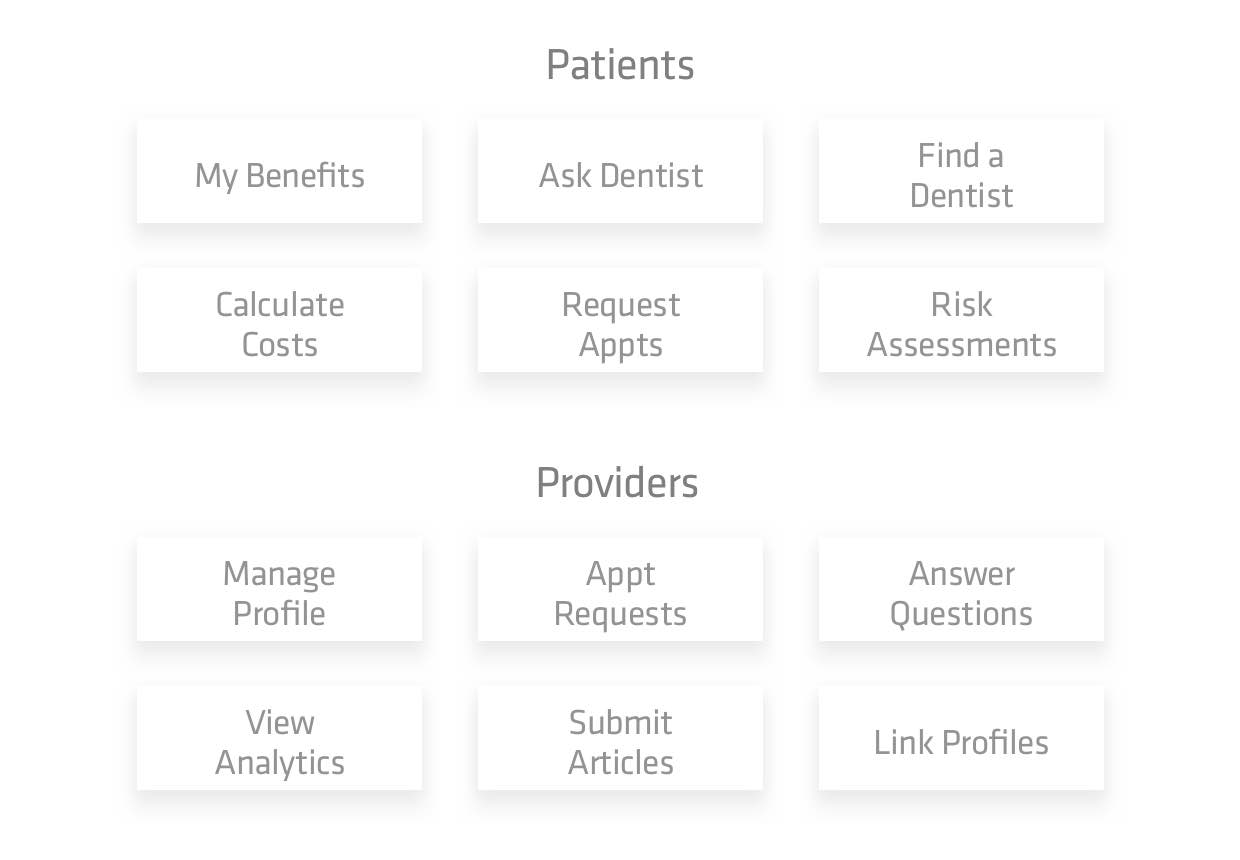 Patients
My Benefits
Ask Dentist
Find a
Dentist
Calculate
Costs
Request
Appts
Risk
Assessments
Providers
Manage
Profile
Appt
Requests
Answer
Questions
View
Analytics
Submit
Articles
Link Profiles